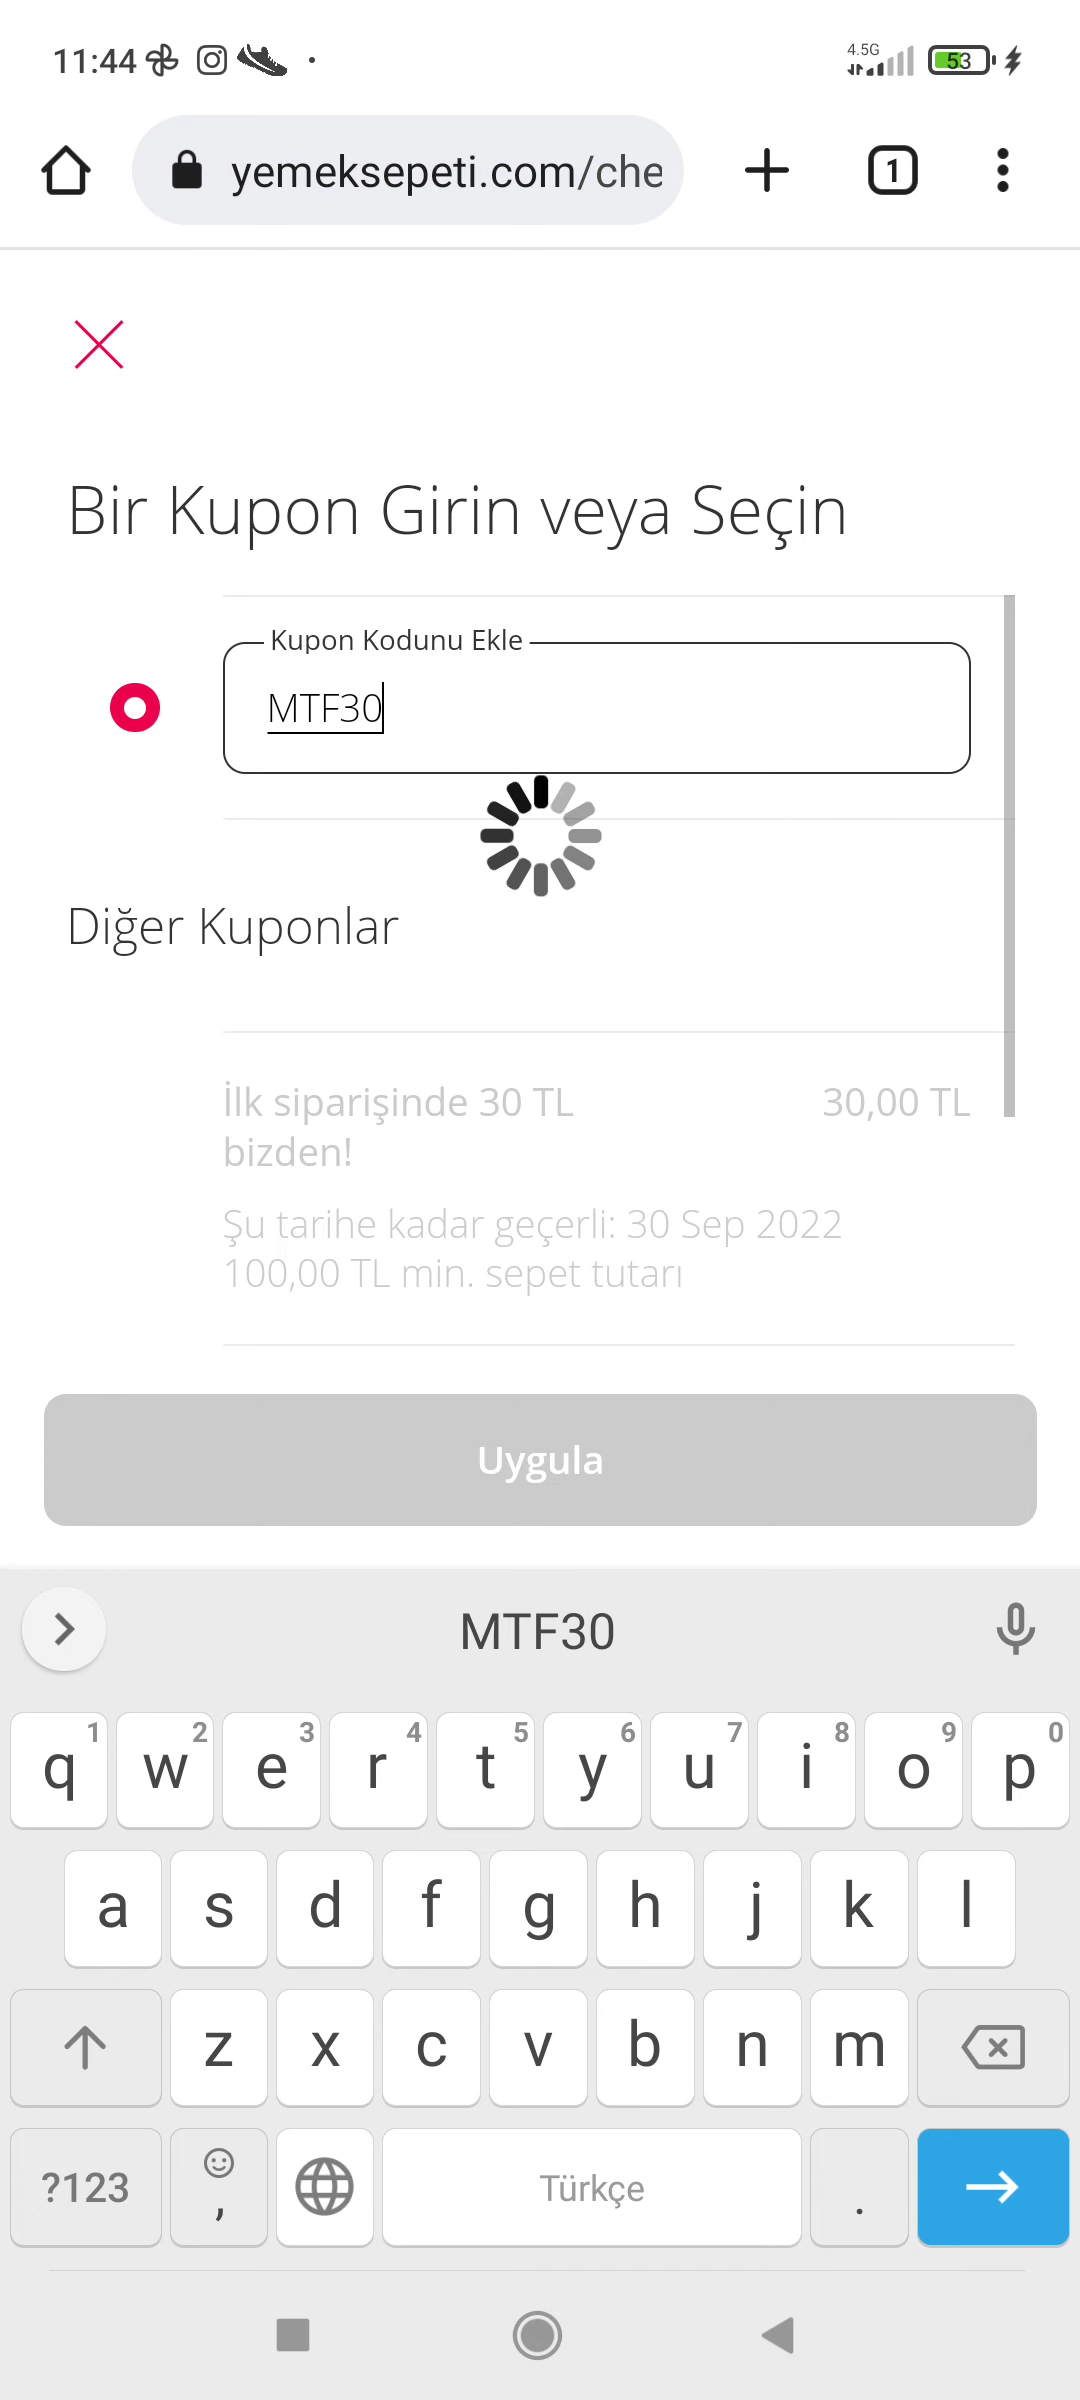 11:44
4.5G
53
yemeksepeti.com/che
1
Bir Kupon Girin veya Seçin
Kupon Kodunu Ekle
MTF30
Diğer Kuponlar
İlk siparişinde 30 TL 30,00 TL
bizden!
Şu tarihe kadar geçerli: 30 Sep 2022
100,00 TL min. sepet tutarı
Uygula
MTF30
1 2 3 4 5 6 7 8 9 0
q w e r t y u i o p
a s d f g h j k l
z x c v b n m
?123 , Türkçe .